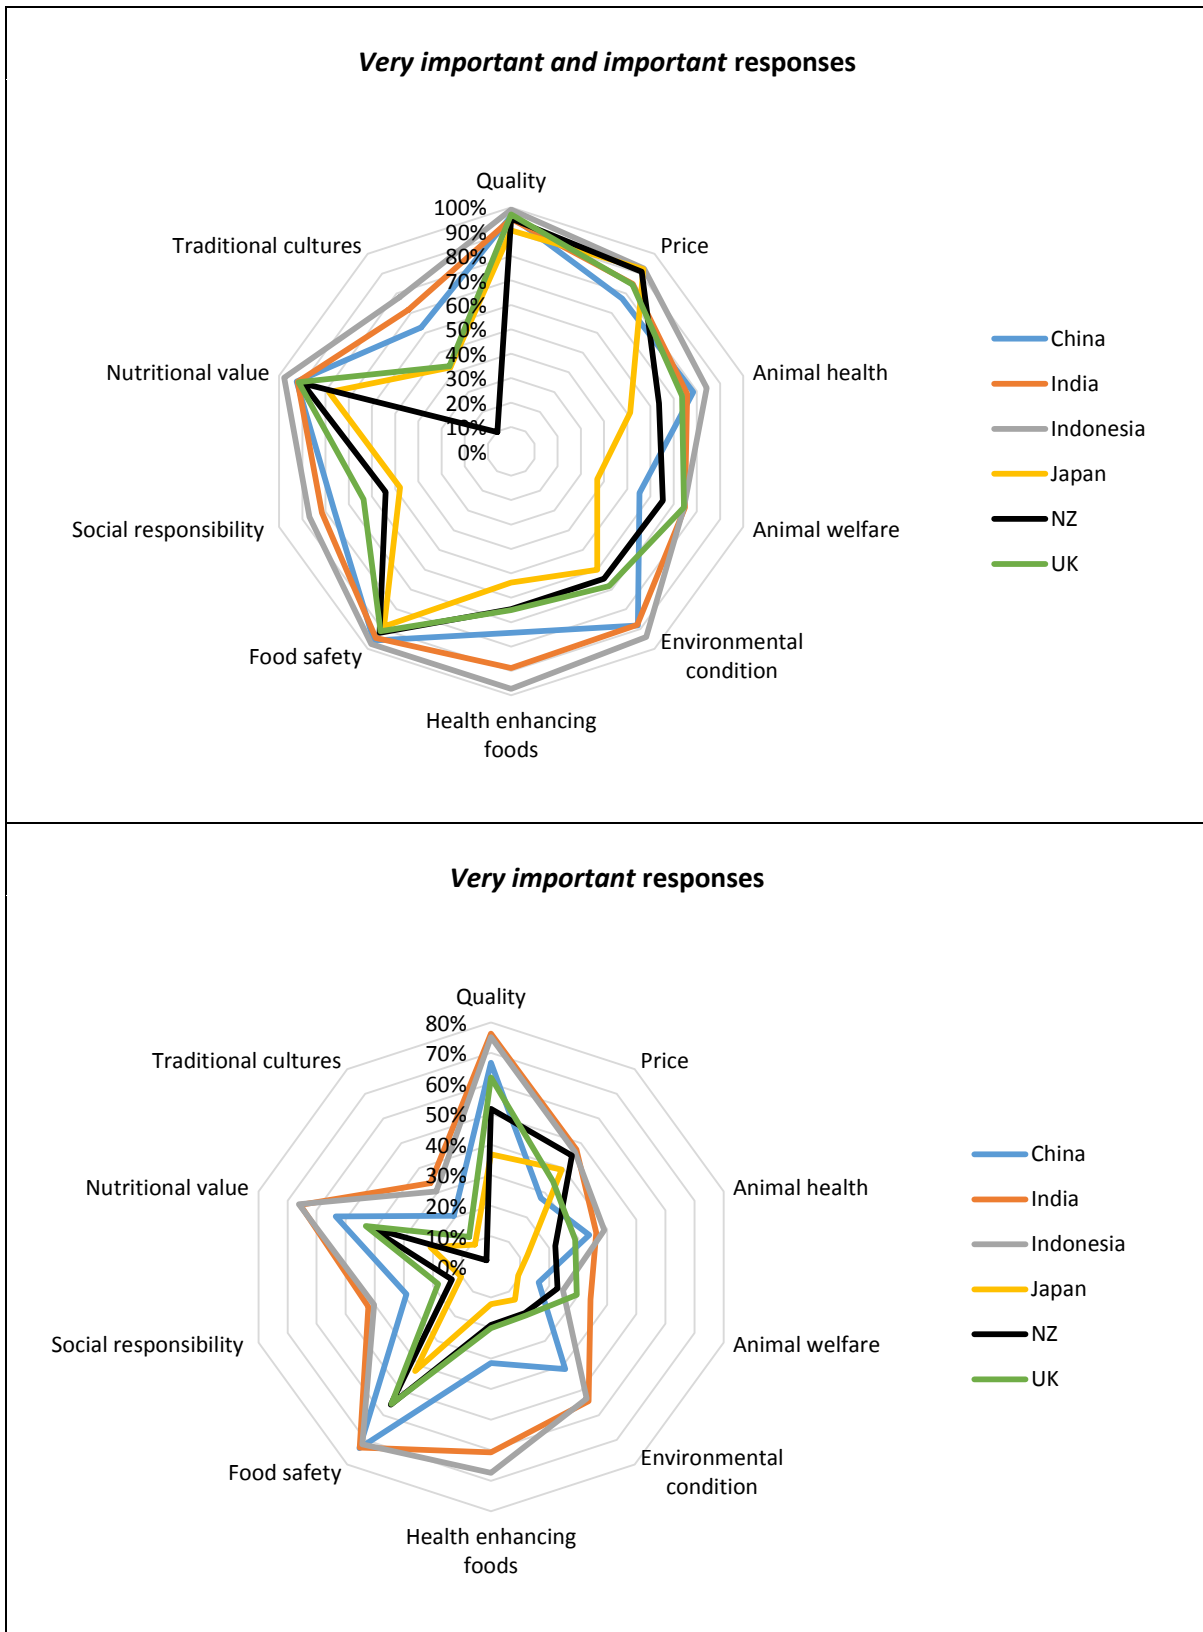 Very important and important responses
Quality
100%
90%
80%
70%
60%
50%
40%
30%
20%
10%
0%
Price
Animal health
Animal welfare
Environmental
condition
Health enhancing
foods
Food safety
Social responsibility
Nutritional value
Traditional cultures
China
India
Indonesia
Japan
NZ
UK
Very important responses
Quality
80%
70%
60%
50%
40%
30%
20%
10%
0%
Price
Animal health
Animal welfare
Environmental
condition
Health enhancing
foods
Food safety
Social responsibility
Nutritional value
Traditional cultures
China
India
Indonesia
Japan
NZ
UK